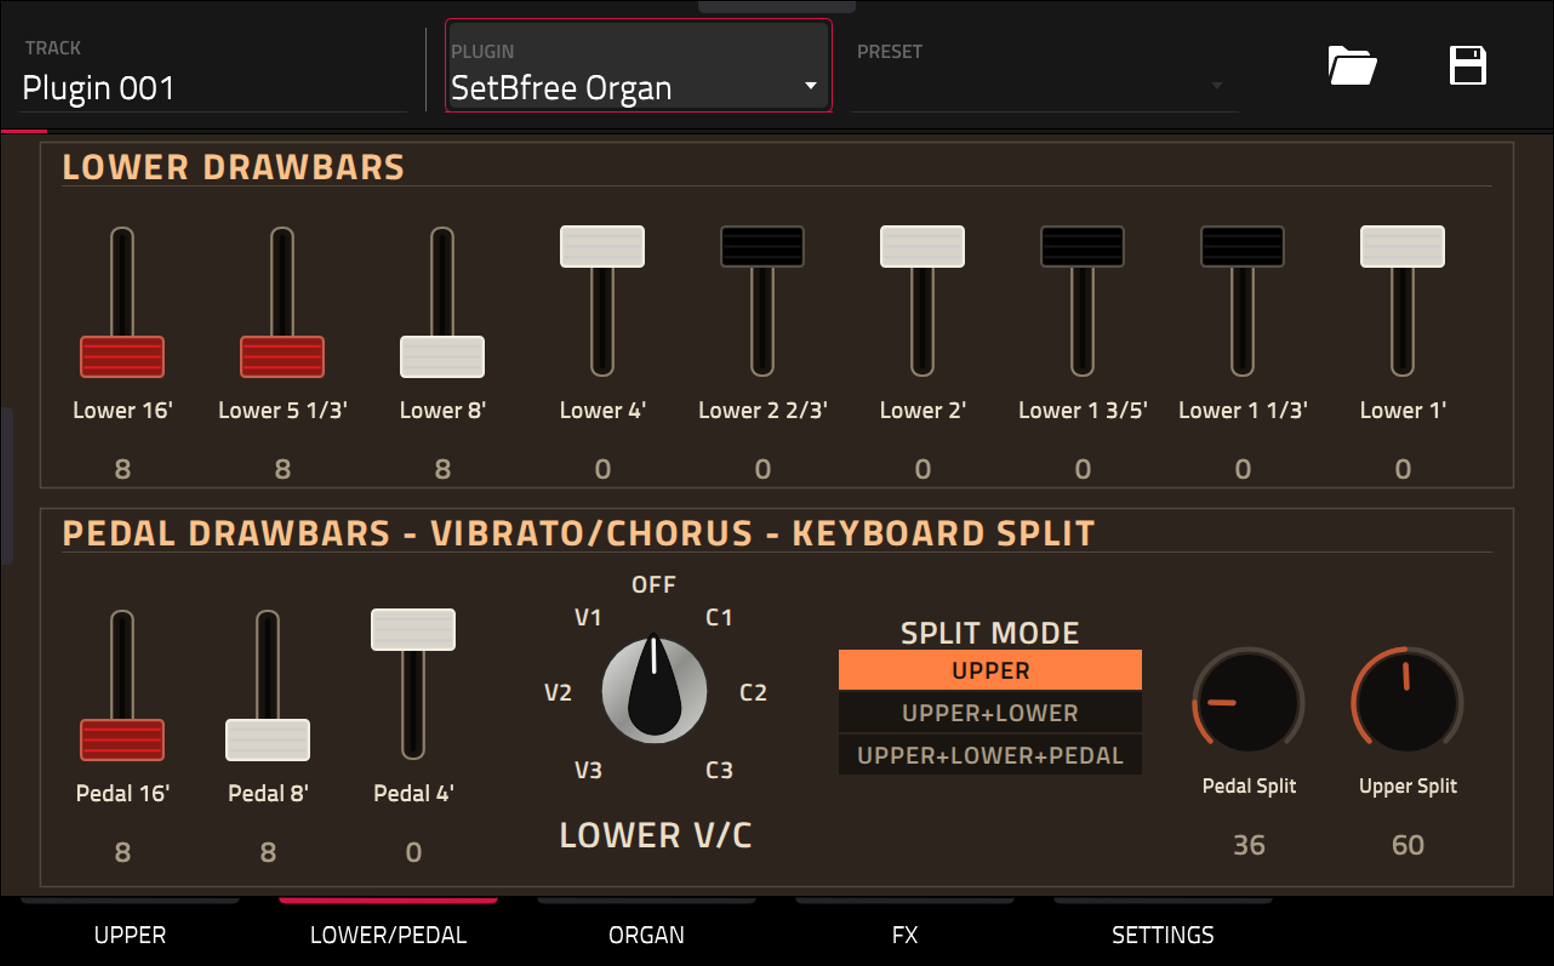 TRACK
Plugin 001
PLUGIN
SetBfree Organ
PRESET
LOWER DRAWBARS
Lower 16' Lower 5 1/3' Lower 8' Lower 4' Lower 2 2/3' Lower 2' Lower 1 3/5' Lower 1 1/3' Lower 1'
8 8 8 0 0 0 0 0 0
PEDAL DRAWBARS - VIBRATO/CHORUS - KEYBOARD SPLIT
Pedal 16' Pedal 8' Pedal 4'
8 8 0
OFF
V1 C1
V2 C2
V3 C3
LOWER V/C
SPLIT MODE
UPPER
UPPER+LOWER
UPPER+LOWER+PEDAL
Pedal Split Upper Split
36 60
UPPER LOWER/PEDAL ORGAN FX SETTINGS